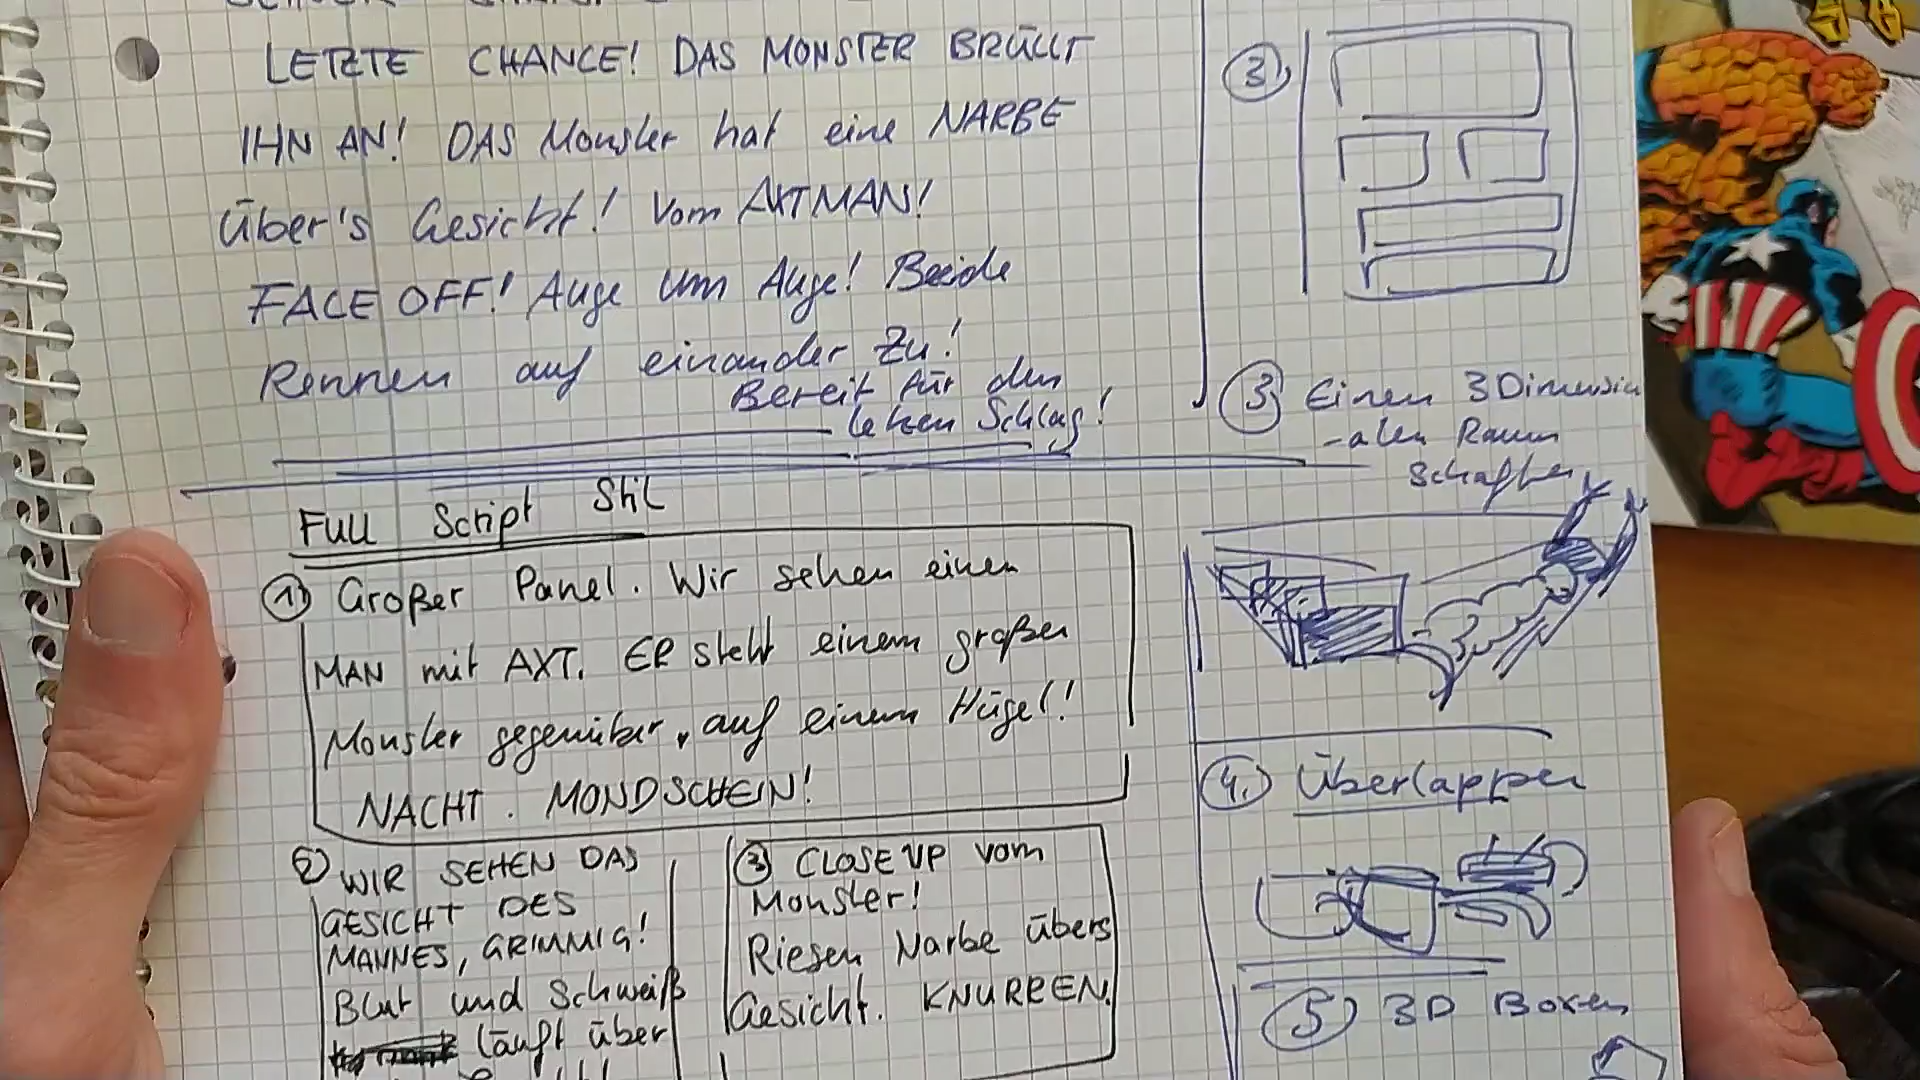 LETZTE CHANCE! DAS MONSTER BRÜLLT
IHN AN! DAS Monster hat eine NARBE
Über's Gesicht! Vom AXTMAN!
FACE OFF! Auge um Auge! Beide
Rennen auf einander zu!
Bereit für den
letzen Schlag!
Full Script Stil
1) Großer Panel. Wir sehen einen
MAN mit AXT. ER steht einem großen
Monster gegenüber, auf einem Hügel!
NACHT. MONDSCHEIN!
2) WIR SEHEN DAS
GESICHT DES
MANNES, GRIMMIG!
Blut und Schweiß
läuft über
3) CLOSE UP vom
Monster!
Riesen Narbe übers
Gesicht. KNURREN.
3)
3) Einen 3Dimensio
-alen Raum
schaffen
4.) Überlappen
5) 3D Boxen